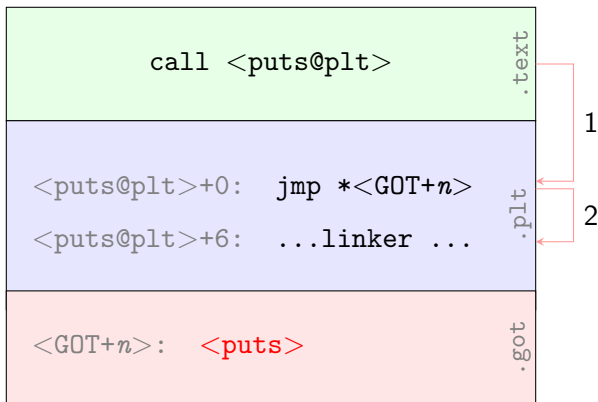 call <puts@plt>
.text
1
<puts@plt>+0: jmp *<GOT+n>
<puts@plt>+6: ...linker ...
.plt
2
<GOT+n>: <puts>
.got